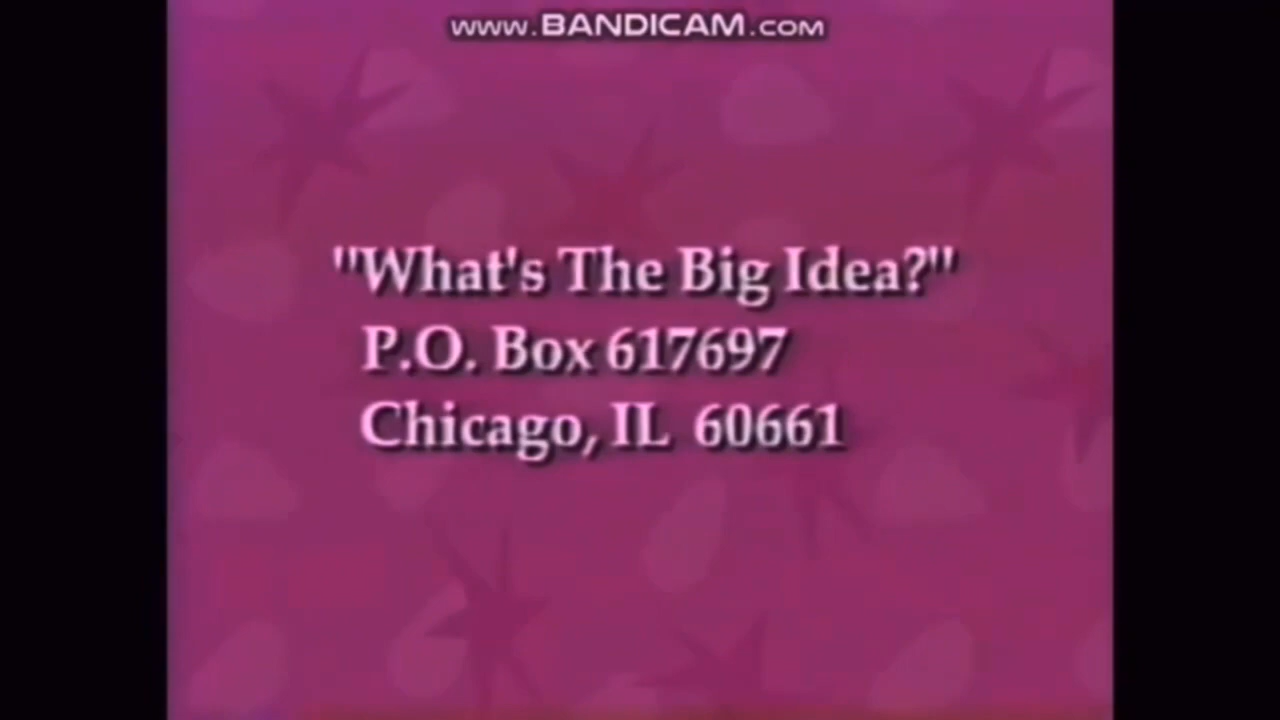 www.BANDICAM.com
"What's The Big Idea?"
P.O. Box 617697
Chicago, IL 60661